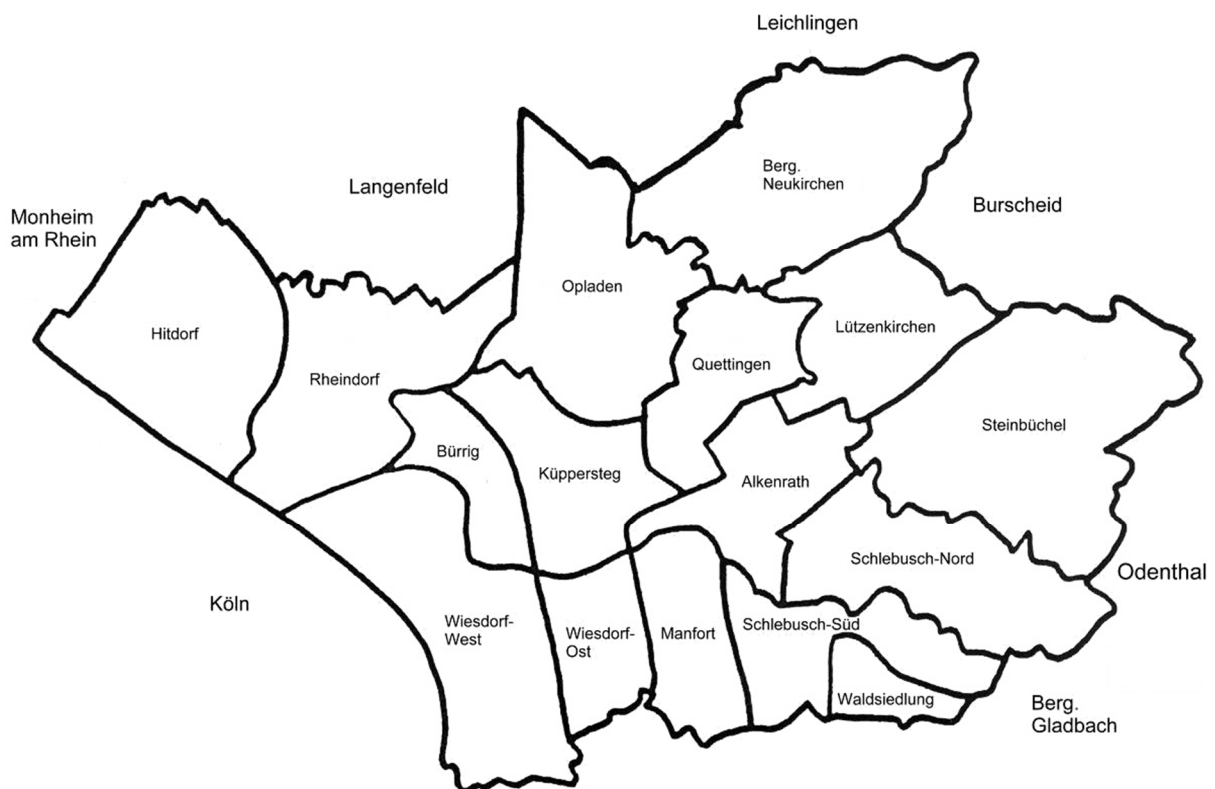 Leichlingen
Berg.
Neukirchen
Langenfeld
Burscheid
Monheim
am Rhein
Opladen
Hitdorf
Lützenkirchen
Quettingen
Rheindorf
Steinbüchel
Bürrig
Küppersteg
Alkenrath
Schlebusch-Nord
Odenthal
Köln
Wiesdorf-
West
Wiesdorf-
Ost
Manfort
Schlebusch-Süd
Waldsiedlung
Berg.
Gladbach